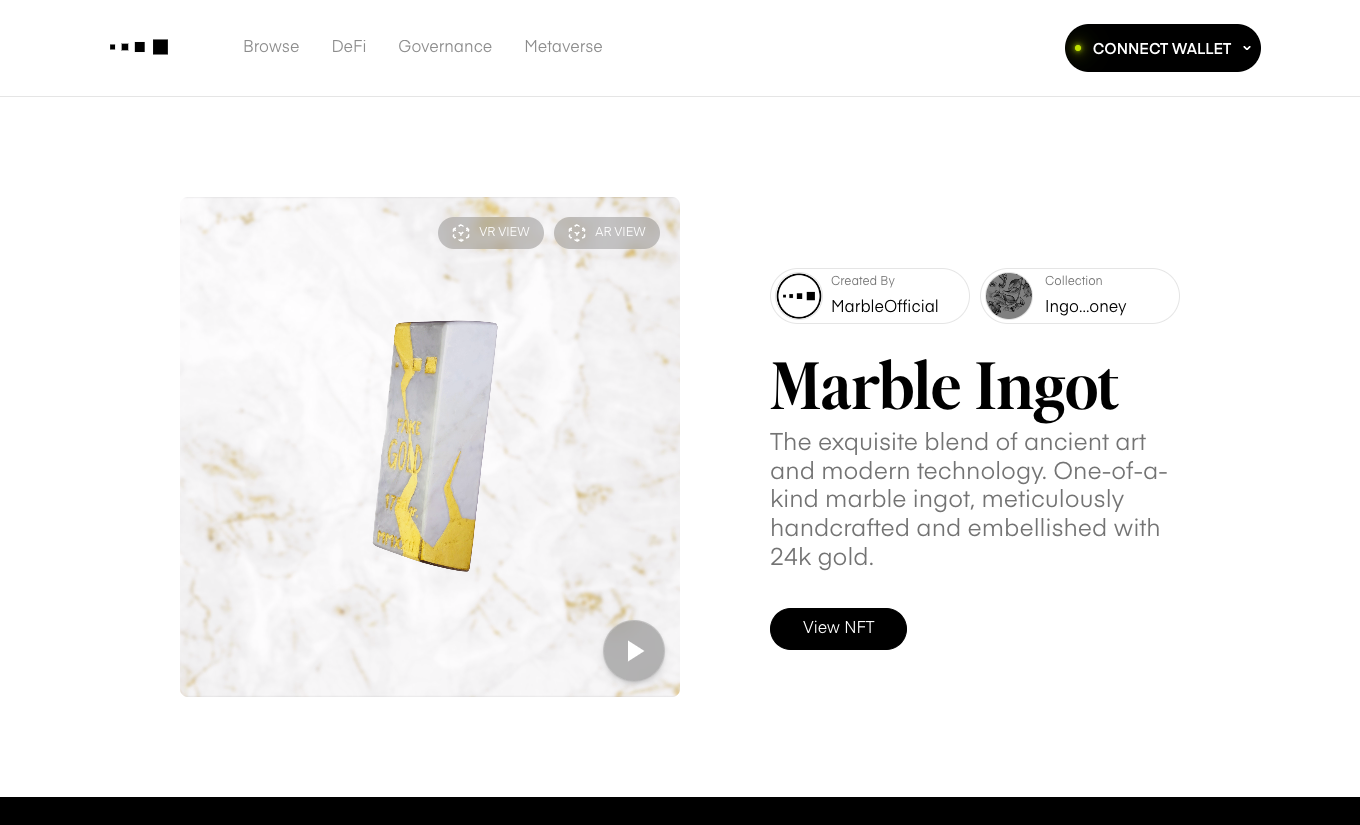 Browse DeFi Governance Metaverse
CONNECT WALLET
VR VIEW AR VIEW
GOLD
Created By
MarbleOfficial
Collection
Ingo...oney
Marble Ingot
The exquisite blend of ancient art
and modern technology. One-of-a-
kind marble ingot, meticulously
handcrafted and embellished with
24k gold.
View NFT